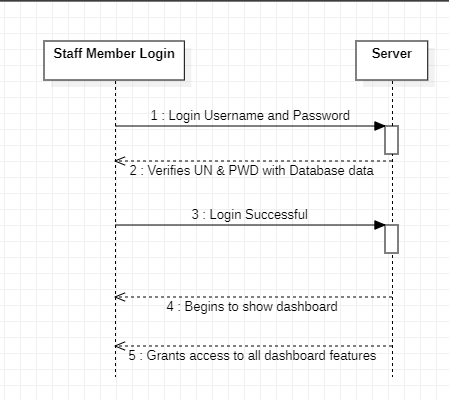 Staff Member Login
Server
1 : Login Username and Password
2 : Verifies UN & PWD with Database data
3 : Login Successful
4 : Begins to show dashboard
5 : Grants access to all dashboard features